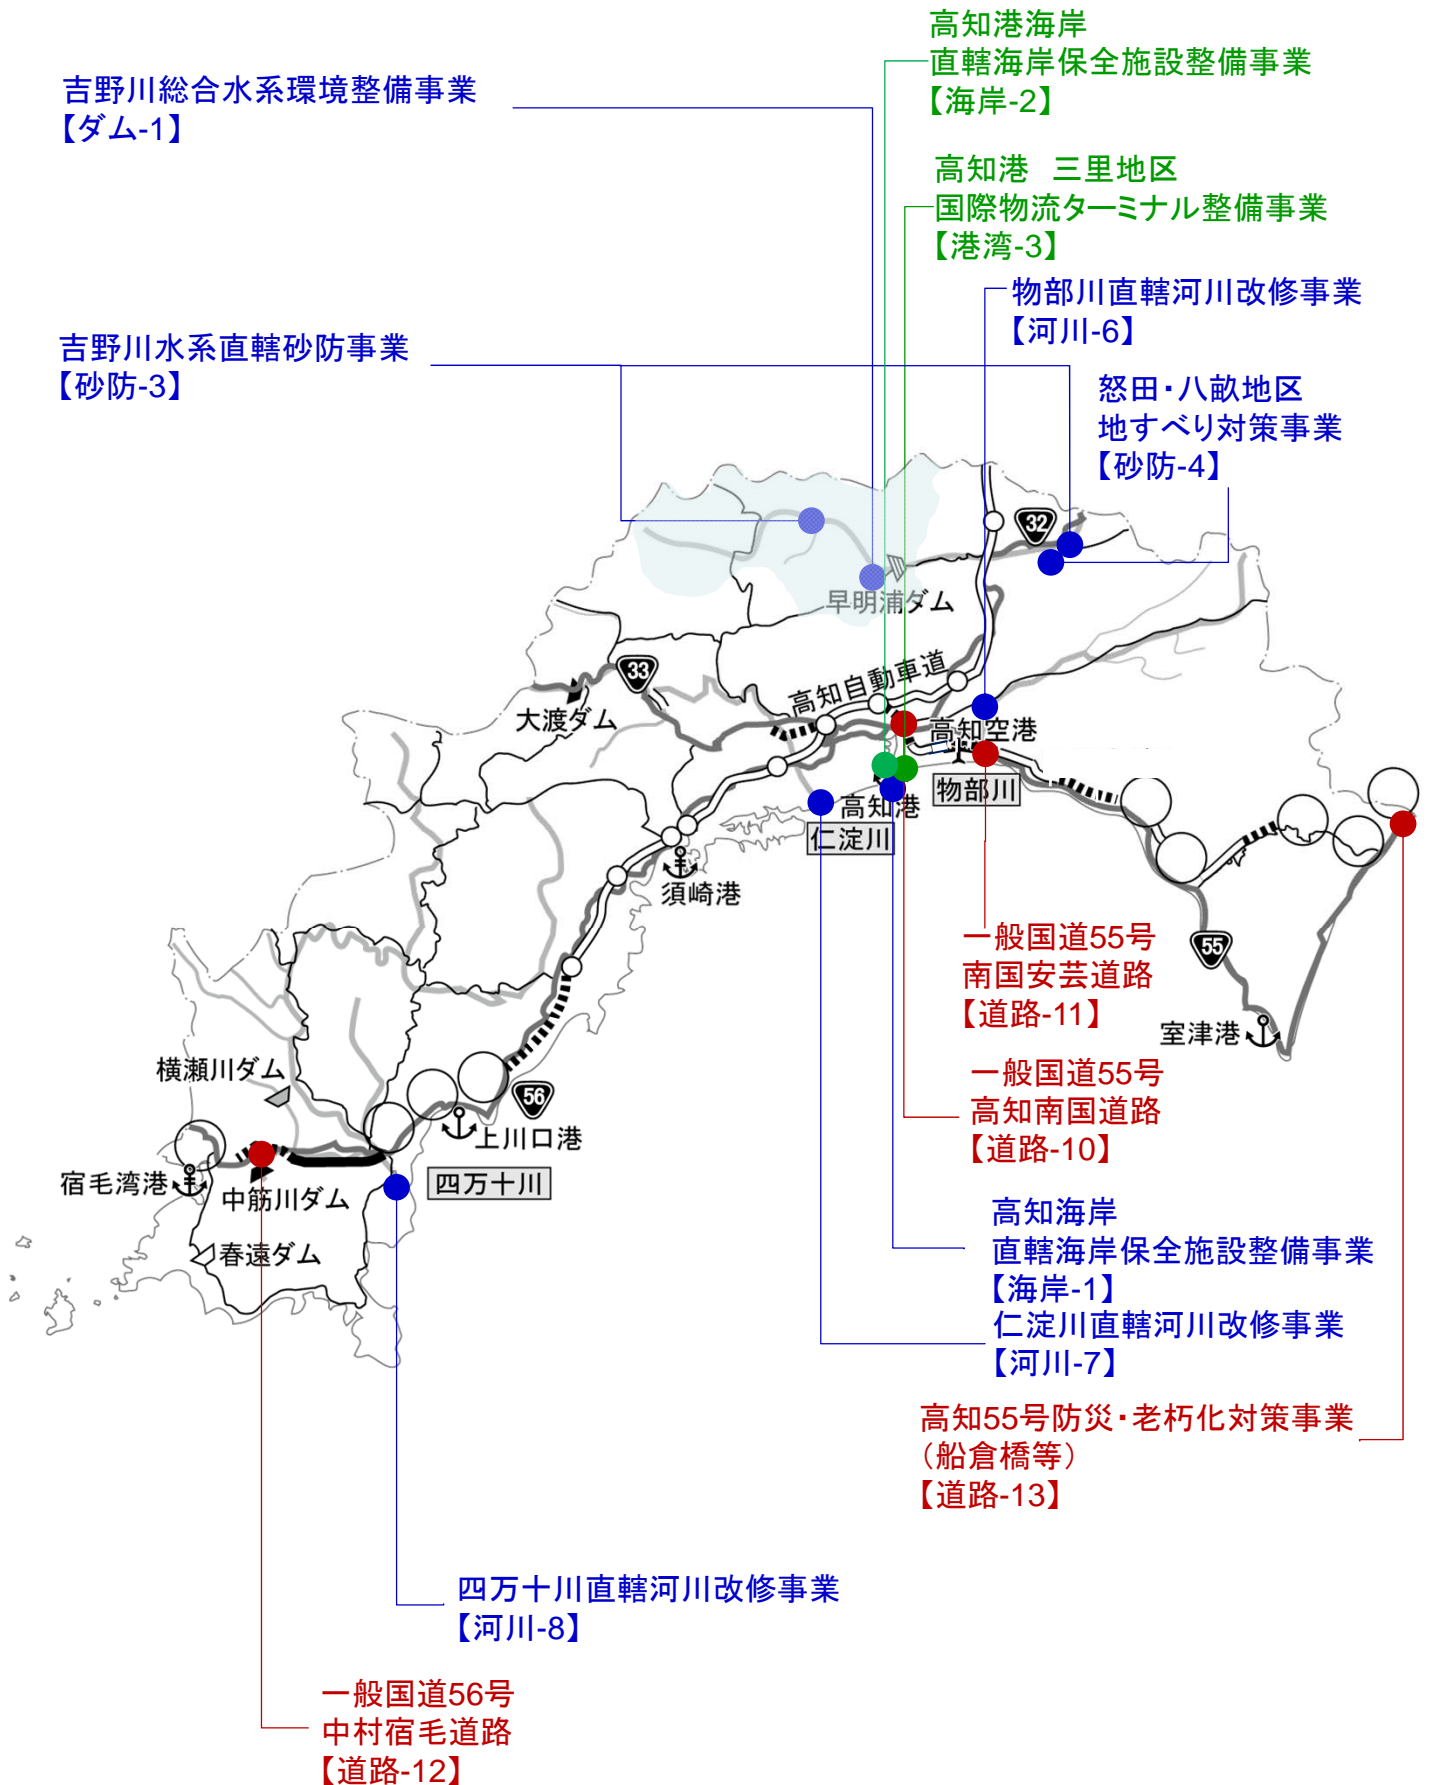 高知港海岸
直轄海岸保全施設整備事業
【海岸-2】
吉野川総合水系環境整備事業
【ダム-1】
高知港　三里地区
国際物流ターミナル整備事業
【港湾-3】
物部川直轄河川改修事業
【河川-6】
吉野川水系直轄砂防事業
【砂防-3】
怒田・八畝地区
地すべり対策事業
【砂防-4】
32
早明浦ダム
33
高知自動車道
大渡ダム
高知空港
物部川
高知港
仁淀川
須崎港
一般国道55号
南国安芸道路
【道路-11】
55
室津港
横瀬川ダム
56
上川口港
一般国道55号
高知南国道路
【道路-10】
宿毛湾港
中筋川ダム
四万十川
春遠ダム
高知海岸
直轄海岸保全施設整備事業
【海岸-1】
仁淀川直轄河川改修事業
【河川-7】
高知55号防災・老朽化対策事業
（船倉橋等）
【道路-13】
四万十川直轄河川改修事業
【河川-8】
一般国道56号
中村宿毛道路
【道路-12】